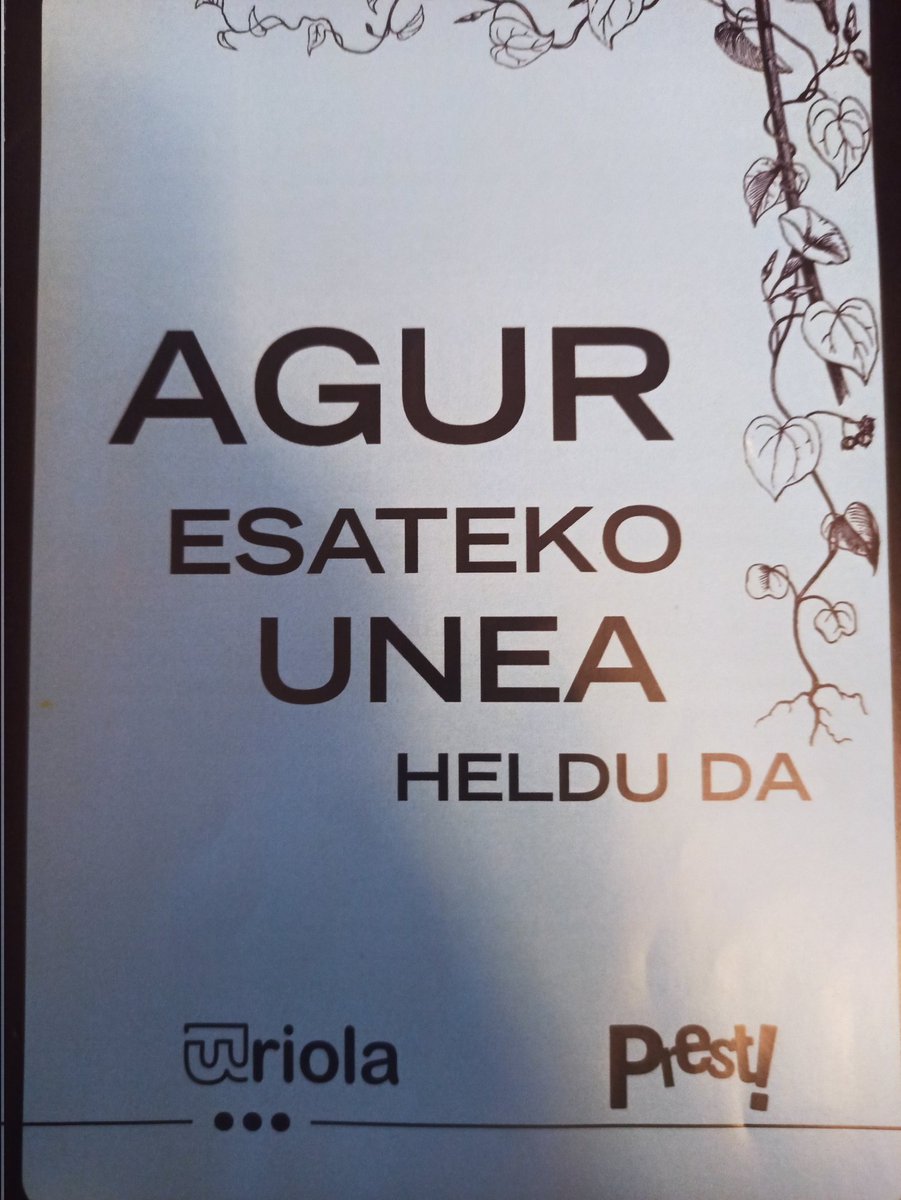 AGUR
ESATEKO
UNEA
HELDU DA
uriola
Prest!